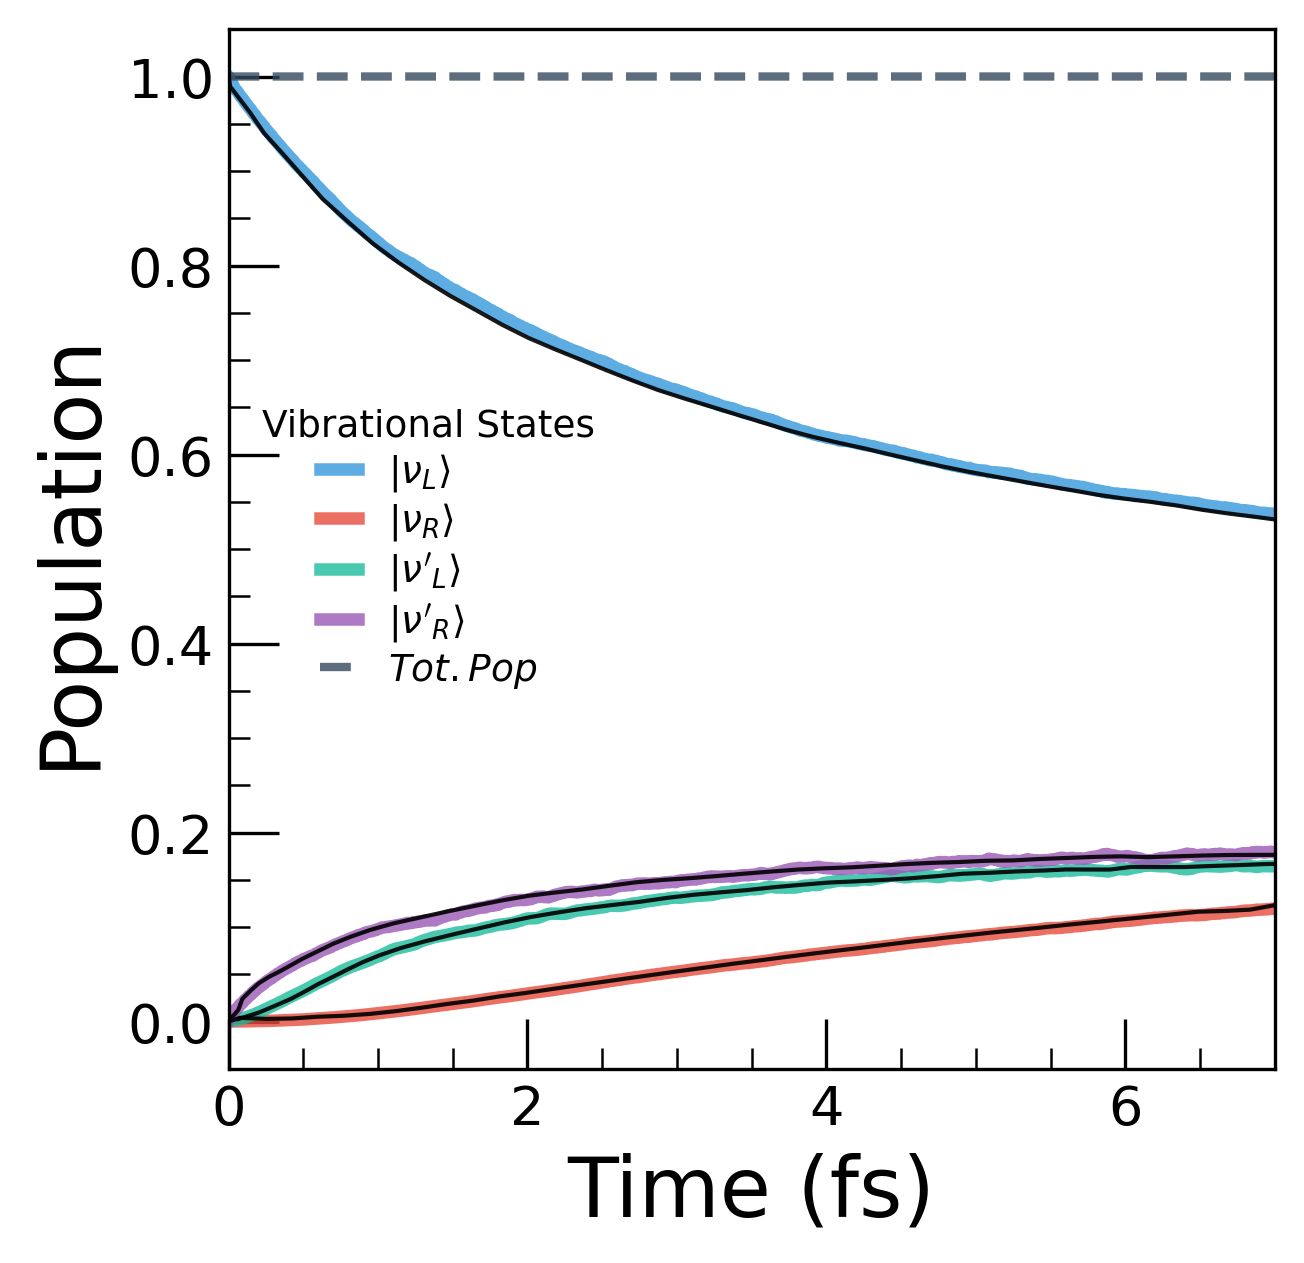 Population
1.0
0.8
0.6
0.4
0.2
0.0
Vibrational States
|ν_L⟩
|ν_R⟩
|ν′_L⟩
|ν′_R⟩
Tot. Pop
0 2 4 6
Time (fs)